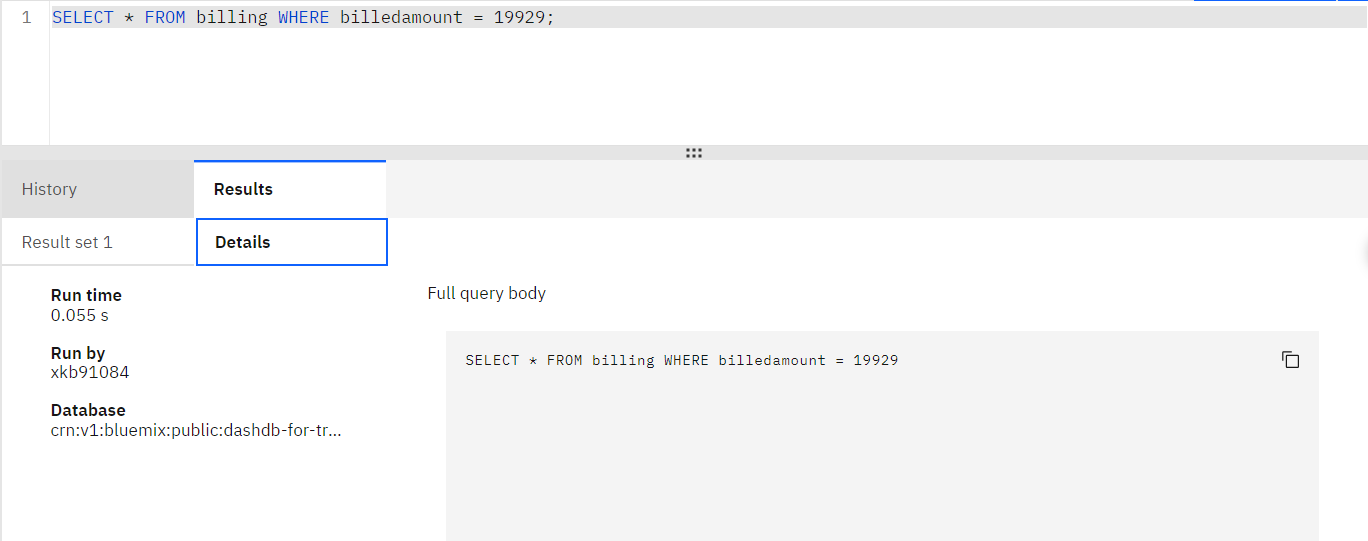 1 SELECT * FROM billing WHERE billedamount = 19929;
History Results
Result set 1 Details
Run time
0.055 s
Run by
xkb91084
Database
crn:v1:bluemix:public:dashdb-for-tr...
Full query body
SELECT * FROM billing WHERE billedamount = 19929